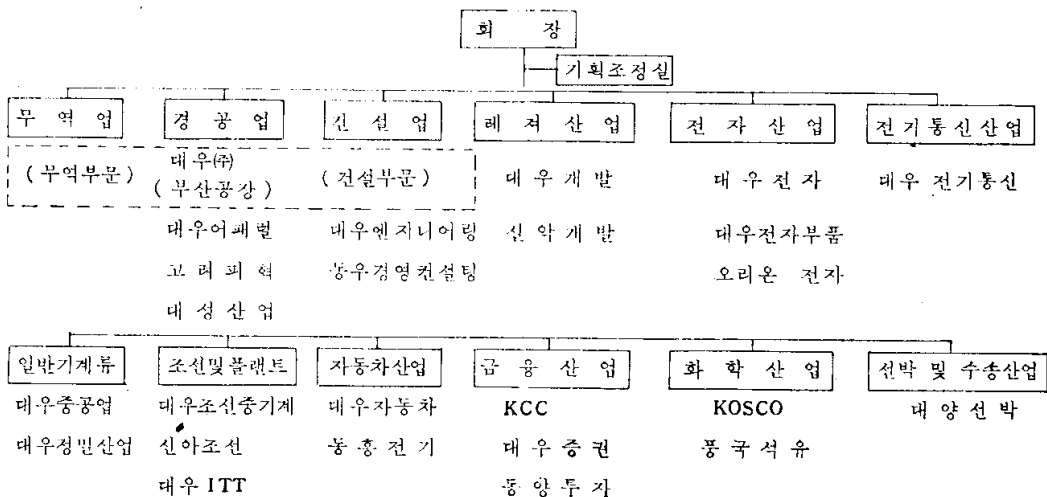 회 장
기획조정실
무 역 업 경 공 업 건 설 업 레 져 산 업 전 자 산 업 전기통신산업
대우㈜
(무역부문) (부산공장) (건설부문) 대 우 개 발 대 우 전 자 대우 전기통신
대우어패럴 대우엔지니어링 설 악 개 발 대우전자부품
고 려 피 혁 동우경영컨설팅 오리온 전자
대 성 산 업
일반기계류 조선및플랜트 자동차산업 금 융 산 업 화 학 산 업 선박 및 수송산업
대우중공업 대우조선중기계 대우자동차 KCC KOSCO 대 양 선 박
대우정밀산업 신아조선 동 흥 전 기 대 우 증 권 풍 국 석 유
대우 ITT 동 양 투 자